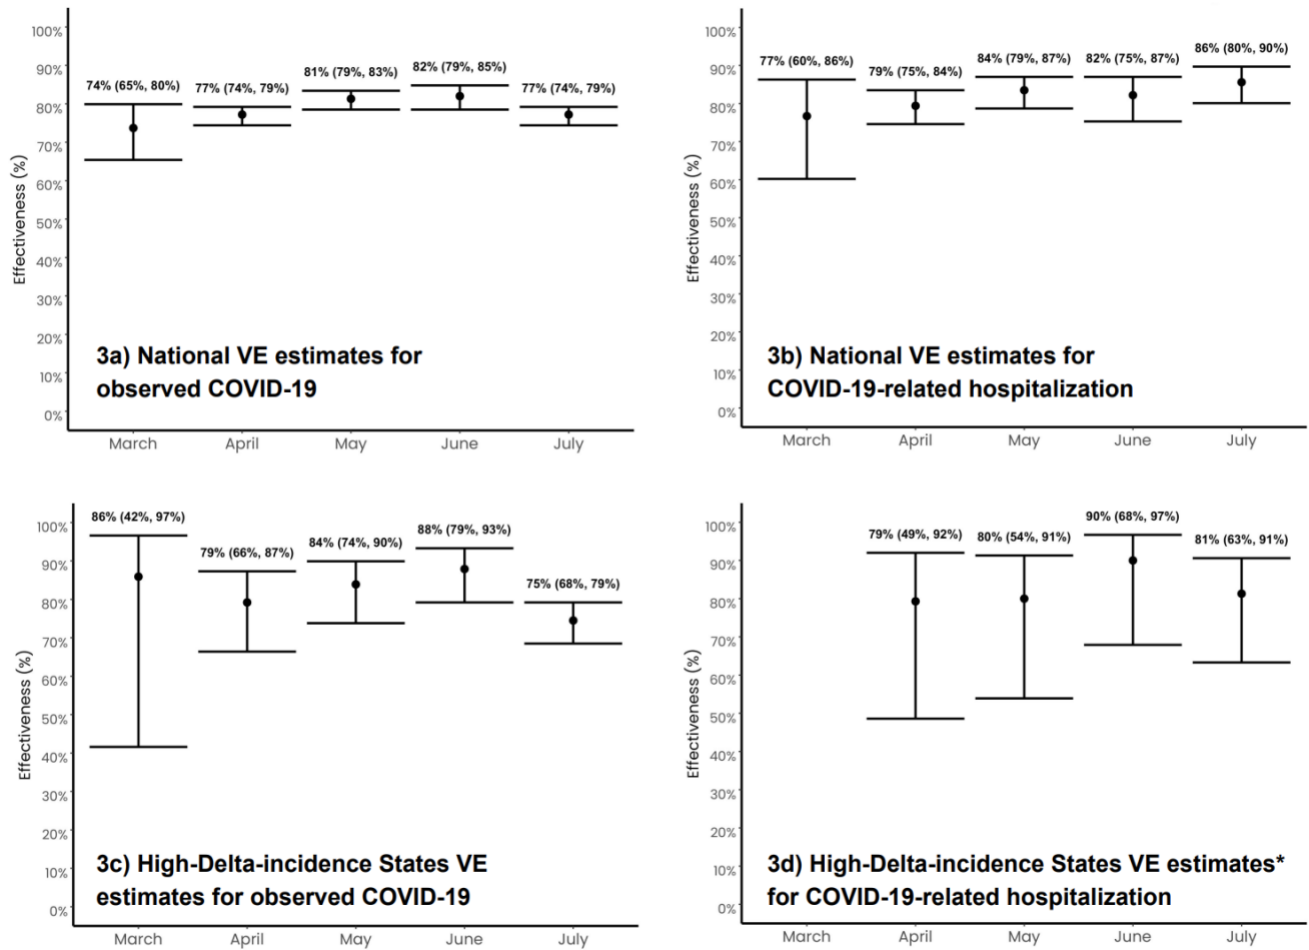 100%
90%
80%
70%
60%
50%
40%
30%
20%
10%
0%
Effectiveness (%)
74% (65%, 80%)
77% (74%, 79%)
81% (79%, 83%)
82% (79%, 85%)
77% (74%, 79%)
3a) National VE estimates for
observed COVID-19
March
April
May
June
July
100%
90%
80%
70%
60%
50%
40%
30%
20%
10%
0%
Effectiveness (%)
77% (60%, 86%)
79% (75%, 84%)
84% (79%, 87%)
82% (75%, 87%)
86% (80%, 90%)
3b) National VE estimates for
COVID-19-related hospitalization
March
April
May
June
July
100%
90%
80%
70%
60%
50%
40%
30%
20%
10%
0%
Effectiveness (%)
86% (42%, 97%)
79% (66%, 87%)
84% (74%, 90%)
88% (79%, 93%)
75% (68%, 79%)
3c) High-Delta-incidence States VE
estimates for observed COVID-19
March
April
May
June
July
100%
90%
80%
70%
60%
50%
40%
30%
20%
10%
0%
Effectiveness (%)
79% (49%, 92%)
80% (54%, 91%)
90% (68%, 97%)
81% (63%, 91%)
3d) High-Delta-incidence States VE estimates*
for COVID-19-related hospitalization
March
April
May
June
July